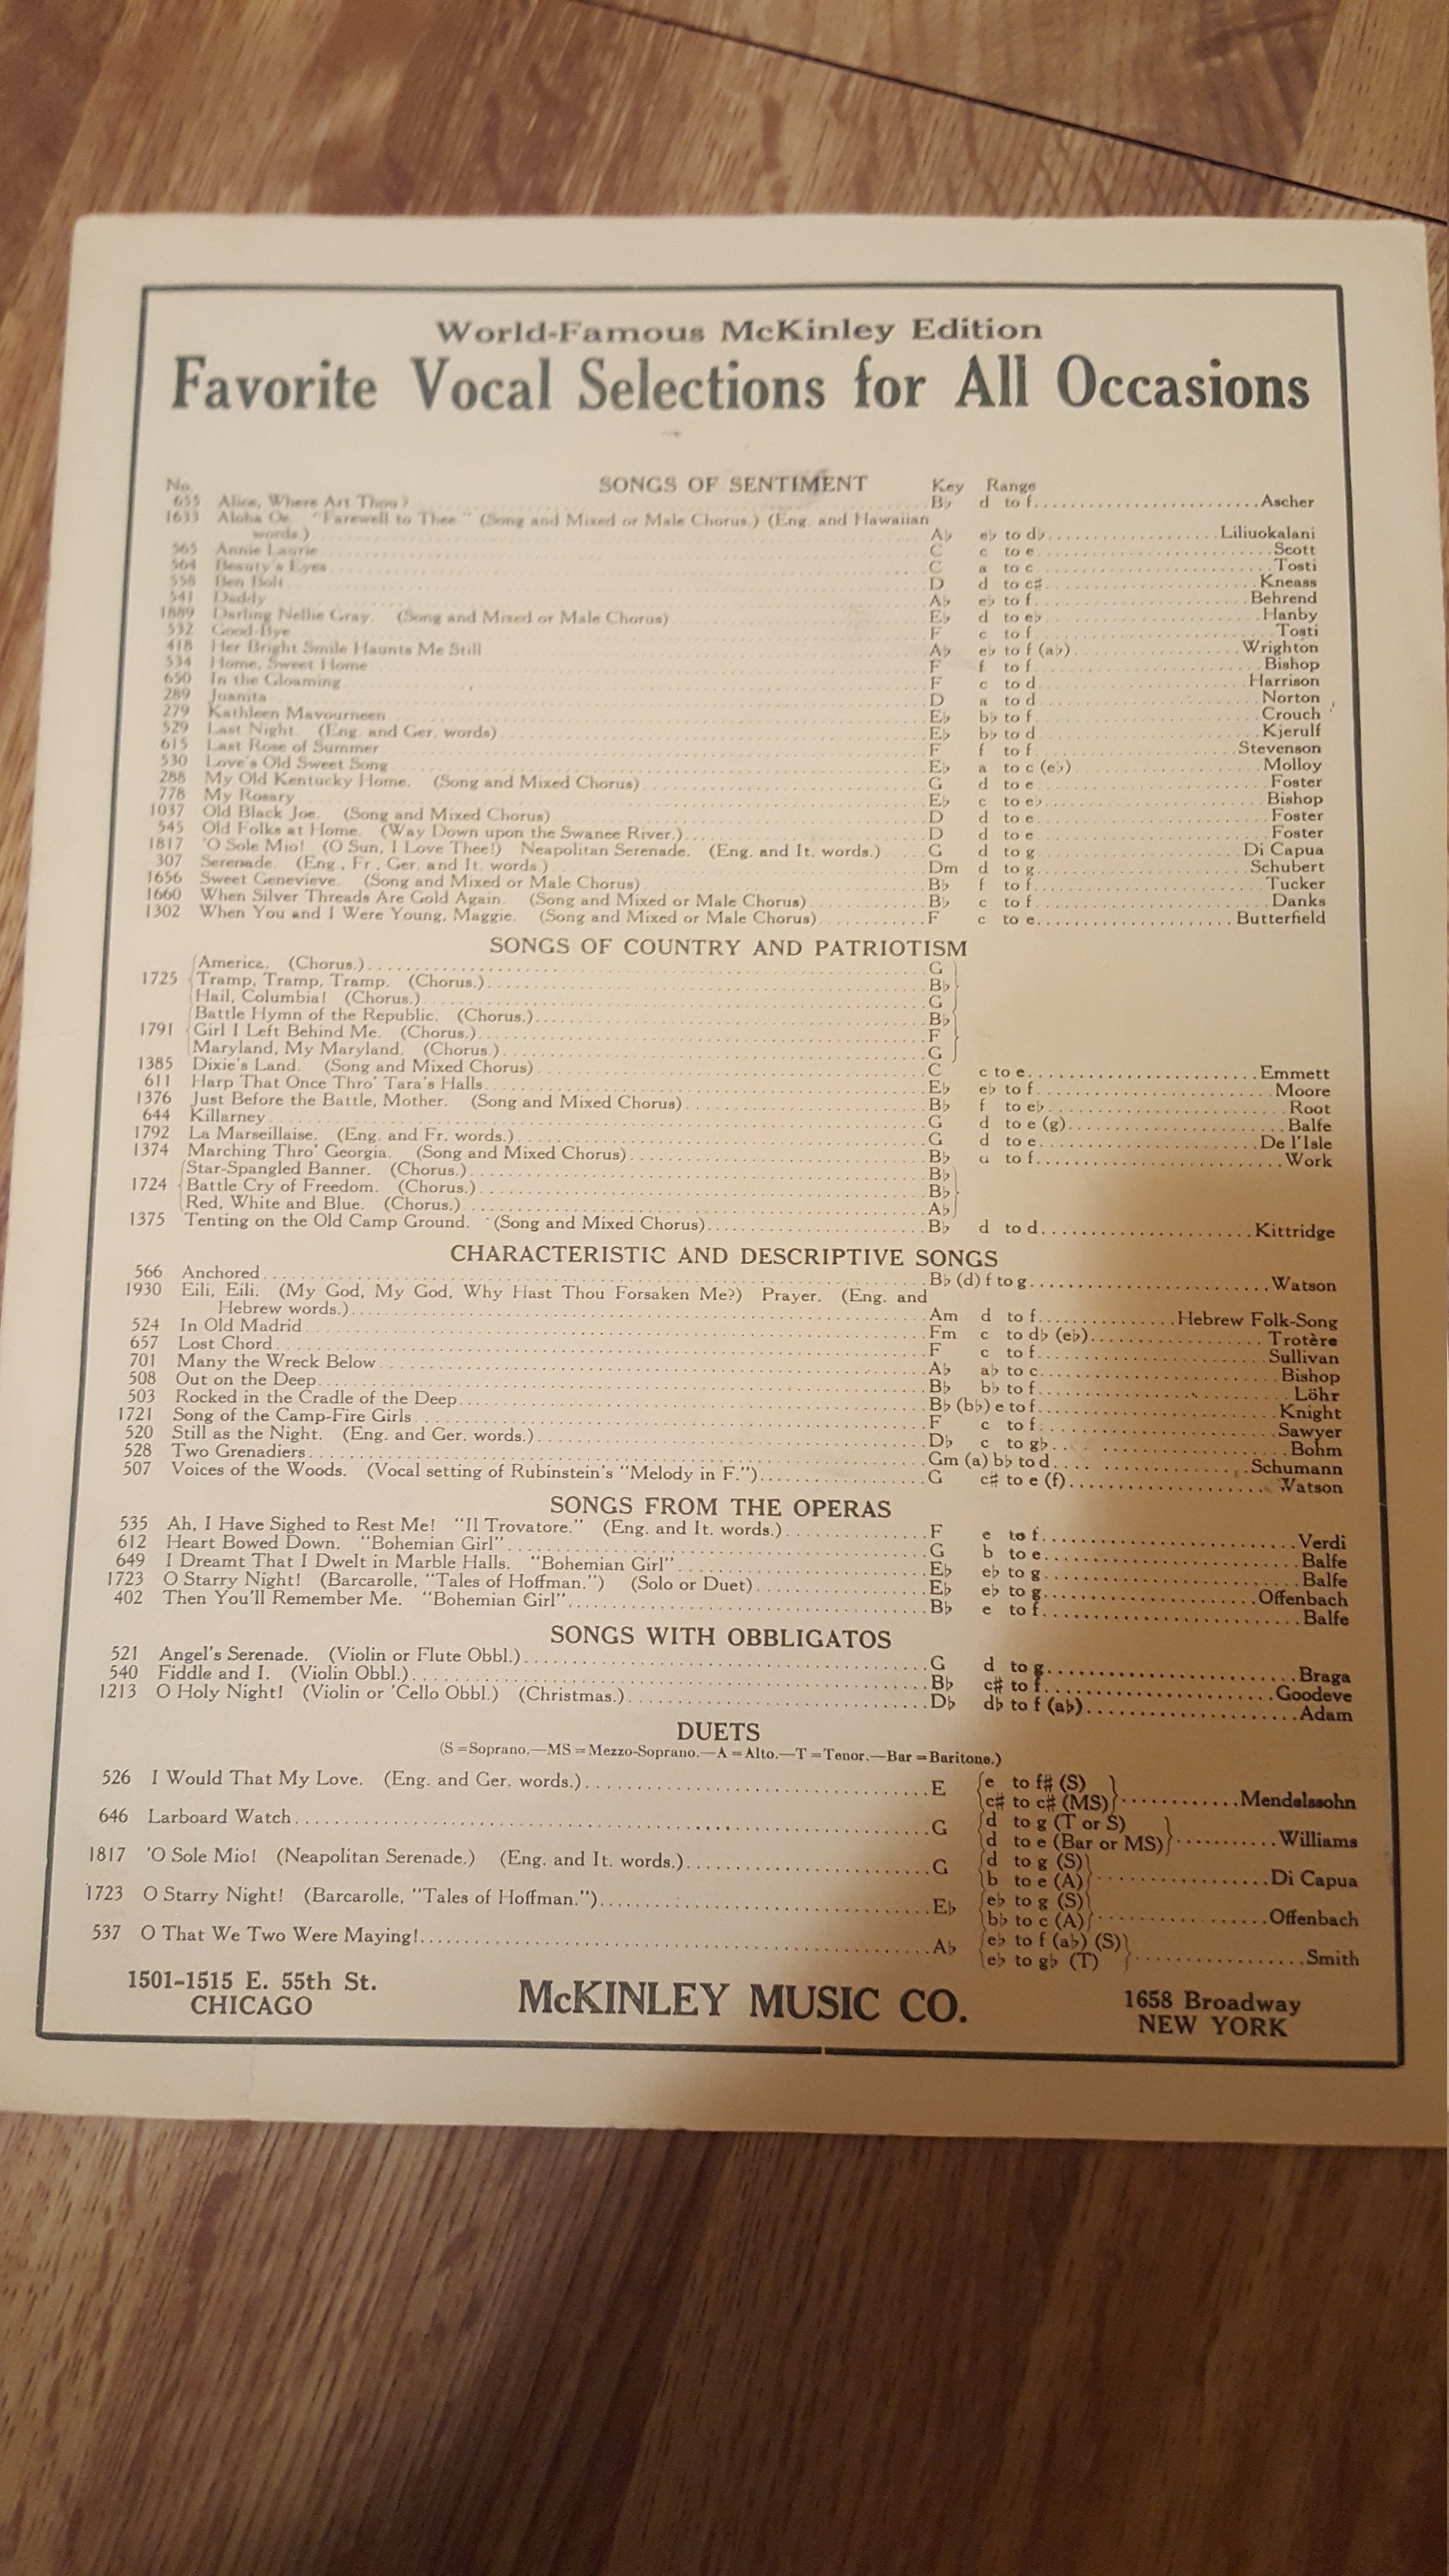 World-Famous McKinley Edition
Favorite Vocal Selections for All Occasions
No. SONGS OF SENTIMENT Key Range
655 Alice, Where Art Thou? B♭ d to f Ascher
1633 Aloha Oe. "Farewell to Thee." (Song and Mixed or Male Chorus.) (Eng. and Hawaiian
words.) A♭ e♭ to d♭ Liliuokalani
565 Annie Laurie C c to e Scott
564 Beauty's Eyes C a to c Tosti
558 Ben Bolt D d to c♯ Kneass
541 Daddy A♭ e♭ to f Behrend
1889 Darling Nellie Gray. (Song and Mixed or Male Chorus) E♭ d to e♭ Hanby
532 Good-Bye F c to f Tosti
418 Her Bright Smile Haunts Me Still A♭ e♭ to f (a♭) Wrighton
534 Home, Sweet Home F f to f Bishop
650 In the Gloaming F c to d Harrison
289 Juanita D a to d Norton
279 Kathleen Mavourneen E♭ b♭ to f Crouch
529 Last Night. (Eng. and Ger. words) E♭ b♭ to d Kjerulf
615 Last Rose of Summer F f to f Stevenson
530 Love's Old Sweet Song E♭ a to c (e♭) Molloy
288 My Old Kentucky Home. (Song and Mixed Chorus) G d to e Foster
778 My Rosary E♭ c to e♭ Bishop
1037 Old Black Joe. (Song and Mixed Chorus) D d to e Foster
545 Old Folks at Home. (Way Down upon the Swanee River.) D d to e Foster
1817 'O Sole Mio! (O Sun, I Love Thee!) Neapolitan Serenade. (Eng. and It. words.) G d to g Di Capua
307 Serenade. (Eng., Fr., Ger. and It. words.) Dm d to g Schubert
1656 Sweet Genevieve. (Song and Mixed or Male Chorus) B♭ f to f Tucker
1660 When Silver Threads Are Gold Again. (Song and Mixed or Male Chorus) B♭ c to f Danks
1302 When You and I Were Young, Maggie. (Song and Mixed or Male Chorus) F c to e Butterfield
SONGS OF COUNTRY AND PATRIOTISM
America. (Chorus.) G
1725 Tramp, Tramp, Tramp. (Chorus.) B♭
Hail, Columbia! (Chorus.) G
Battle Hymn of the Republic. (Chorus.) B♭
1791 Girl I Left Behind Me. (Chorus.) F
Maryland, My Maryland. (Chorus.) G
1385 Dixie's Land. (Song and Mixed Chorus) C c to e Emmett
611 Harp That Once Thro' Tara's Halls E♭ e♭ to f Moore
1376 Just Before the Battle, Mother. (Song and Mixed Chorus) B♭ f to e♭ Root
644 Killarney G d to e (g) Balfe
1792 La Marseillaise. (Eng. and Fr. words.) G d to e De l'Isle
1374 Marching Thro' Georgia. (Song and Mixed Chorus) B♭ to f Work
Star-Spangled Banner. (Chorus.) B♭
1724 Battle Cry of Freedom. (Chorus.) B♭
Red, White and Blue. (Chorus.) A♭
1375 Tenting on the Old Camp Ground. (Song and Mixed Chorus) B♭ d to d Kittridge
CHARACTERISTIC AND DESCRIPTIVE SONGS
566 Anchored B♭ (d) f to g Watson
1930 Eili, Eili. (My God, My God, Why Hast Thou Forsaken Me?) Prayer. (Eng. and
Hebrew words.) Am d to f Hebrew Folk-Song
524 In Old Madrid Fm c to d♭ (e♭) Trotère
657 Lost Chord F c to f Sullivan
701 Many the Wreck Below A♭ a♭ to c Bishop
508 Out on the Deep B♭ b♭ to f Löhr
503 Rocked in the Cradle of the Deep B♭ (b♭) e to f Knight
1721 Song of the Camp-Fire Girls F c to f Sawyer
520 Still as the Night. (Eng. and Ger. words.) D♭ c to g♭ Bohm
528 Two Grenadiers Gm (a) b♭ to d Schumann
507 Voices of the Woods. (Vocal setting of Rubinstein's "Melody in F.") G c♯ to e (f) Watson
SONGS FROM THE OPERAS
535 Ah, I Have Sighed to Rest Me! "Il Trovatore." (Eng. and It. words.) F e to f Verdi
612 Heart Bowed Down. "Bohemian Girl" G b to e Balfe
649 I Dreamt That I Dwelt in Marble Halls. "Bohemian Girl" E♭ e♭ to g Balfe
1723 O Starry Night! (Barcarolle, "Tales of Hoffman.") (Solo or Duet) E♭ e♭ to g Offenbach
402 Then You'll Remember Me. "Bohemian Girl" B♭ e to f Balfe
SONGS WITH OBBLIGATOS
521 Angel's Serenade. (Violin or Flute Obbl.) G d to g Braga
540 Fiddle and I. (Violin Obbl.) B♭ c♯ to f Goodeve
1213 O Holy Night! (Violin or 'Cello Obbl.) (Christmas.) D♭ d♭ to f (a♭) Adam
DUETS
(S=Soprano.—MS=Mezzo-Soprano.—A=Alto.—T=Tenor.—Bar=Baritone.)
526 I Would That My Love. (Eng. and Ger. words.) E e to f♯ (S)
c♯ to c♯ (MS) Mendelssohn
646 Larboard Watch G d to g (T or S)
d to e (Bar or MS) Williams
1817 'O Sole Mio! (Neapolitan Serenade.) (Eng. and It. words.) G d to g (S)
b to e (A) Di Capua
1723 O Starry Night! (Barcarolle, "Tales of Hoffman.") E♭ e♭ to g (S)
b♭ to c (A) Offenbach
537 O That We Two Were Maying! A♭ e♭ to f (a♭) (S)
e♭ to g♭ (T) Smith
1501-1515 E. 55th St.
CHICAGO
McKINLEY MUSIC CO.
1658 Broadway
NEW YORK